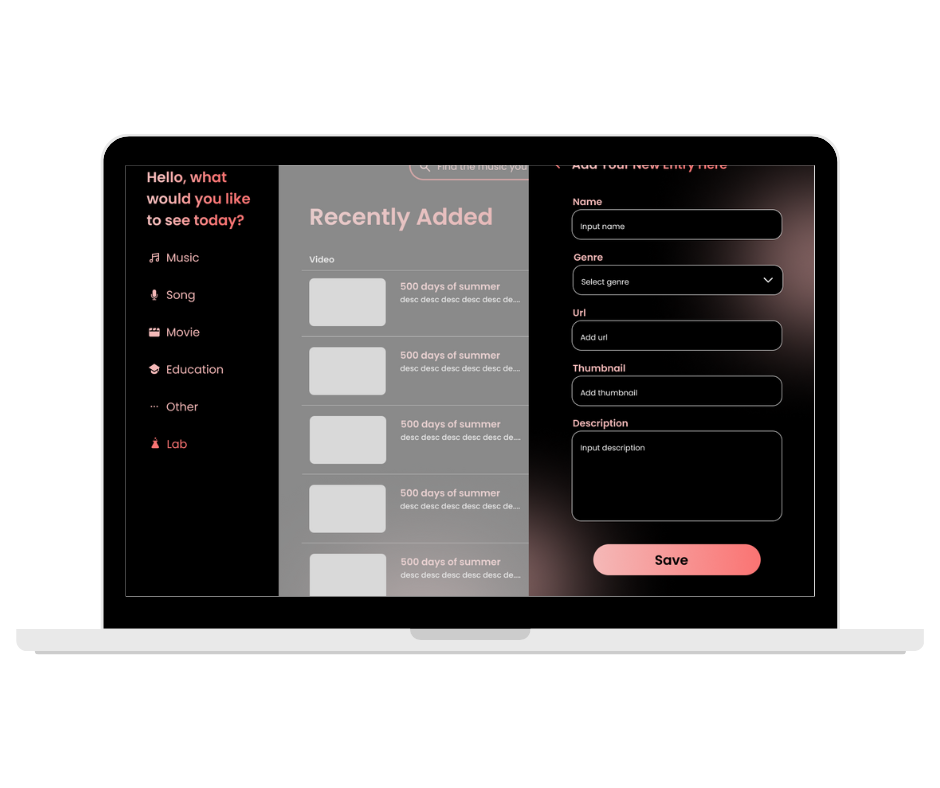 Hello, what
would you like
to see today?
Music
Song
Movie
Education
Other
Lab
Find the music you
Recently Added
Video
500 days of summer
desc desc desc desc desc de...
500 days of summer
desc desc desc desc desc de...
500 days of summer
desc desc desc desc desc de...
500 days of summer
desc desc desc desc desc de...
500 days of summer
desc desc desc desc desc de...
Add Your New Entry Here
Name
Input name
Genre
Select genre
Url
Add url
Thumbnail
Add thumbnail
Description
Input description
Save